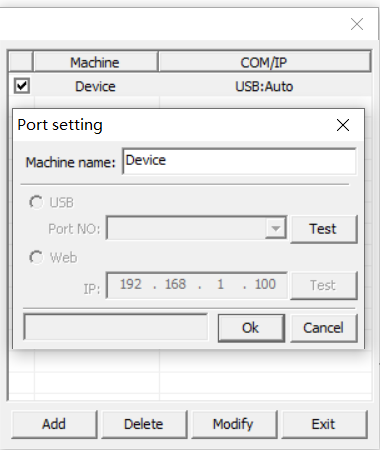 Machine COM/IP
Device USB:Auto
Port setting
Machine name: Device
USB
Port NO: Test
Web
IP: 192 . 168 . 1 . 100 Test
Ok Cancel
Add Delete Modify Exit